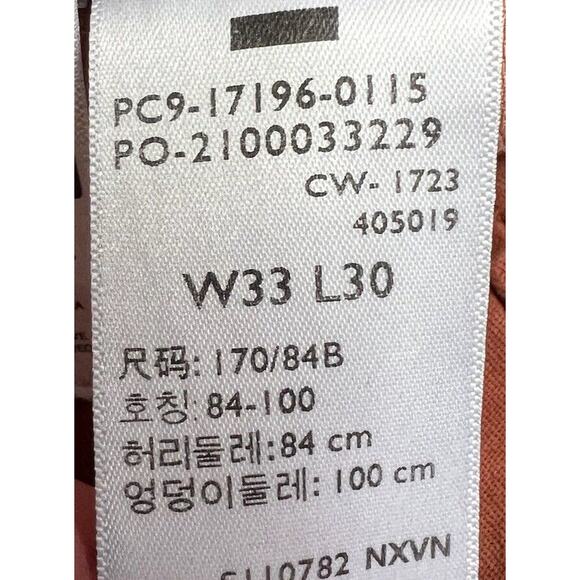 PC9-17196-0115
PO-2100033229
CW- 1723
405019
W33 L30
尺码: 170/84B
호칭: 84-100
허리둘레:84 cm
엉덩이둘레: 100 cm
S110782 NXVN